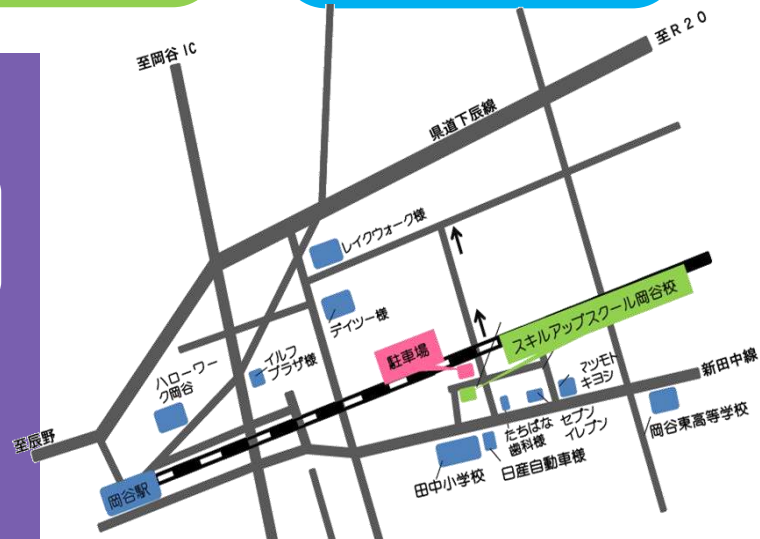 至岡谷 IC
至R20
県道下辰線
レイクウォーク様
デイツー様
スキルアップスクール岡谷校
駐車場
イルフ
プラザ様
ハローワー
ク岡谷
マツモト
キヨシ
新田中線
至辰野
たちばな
歯科様
セブン
イレブン
岡谷東高等学校
岡谷駅
田中小学校
日産自動車様